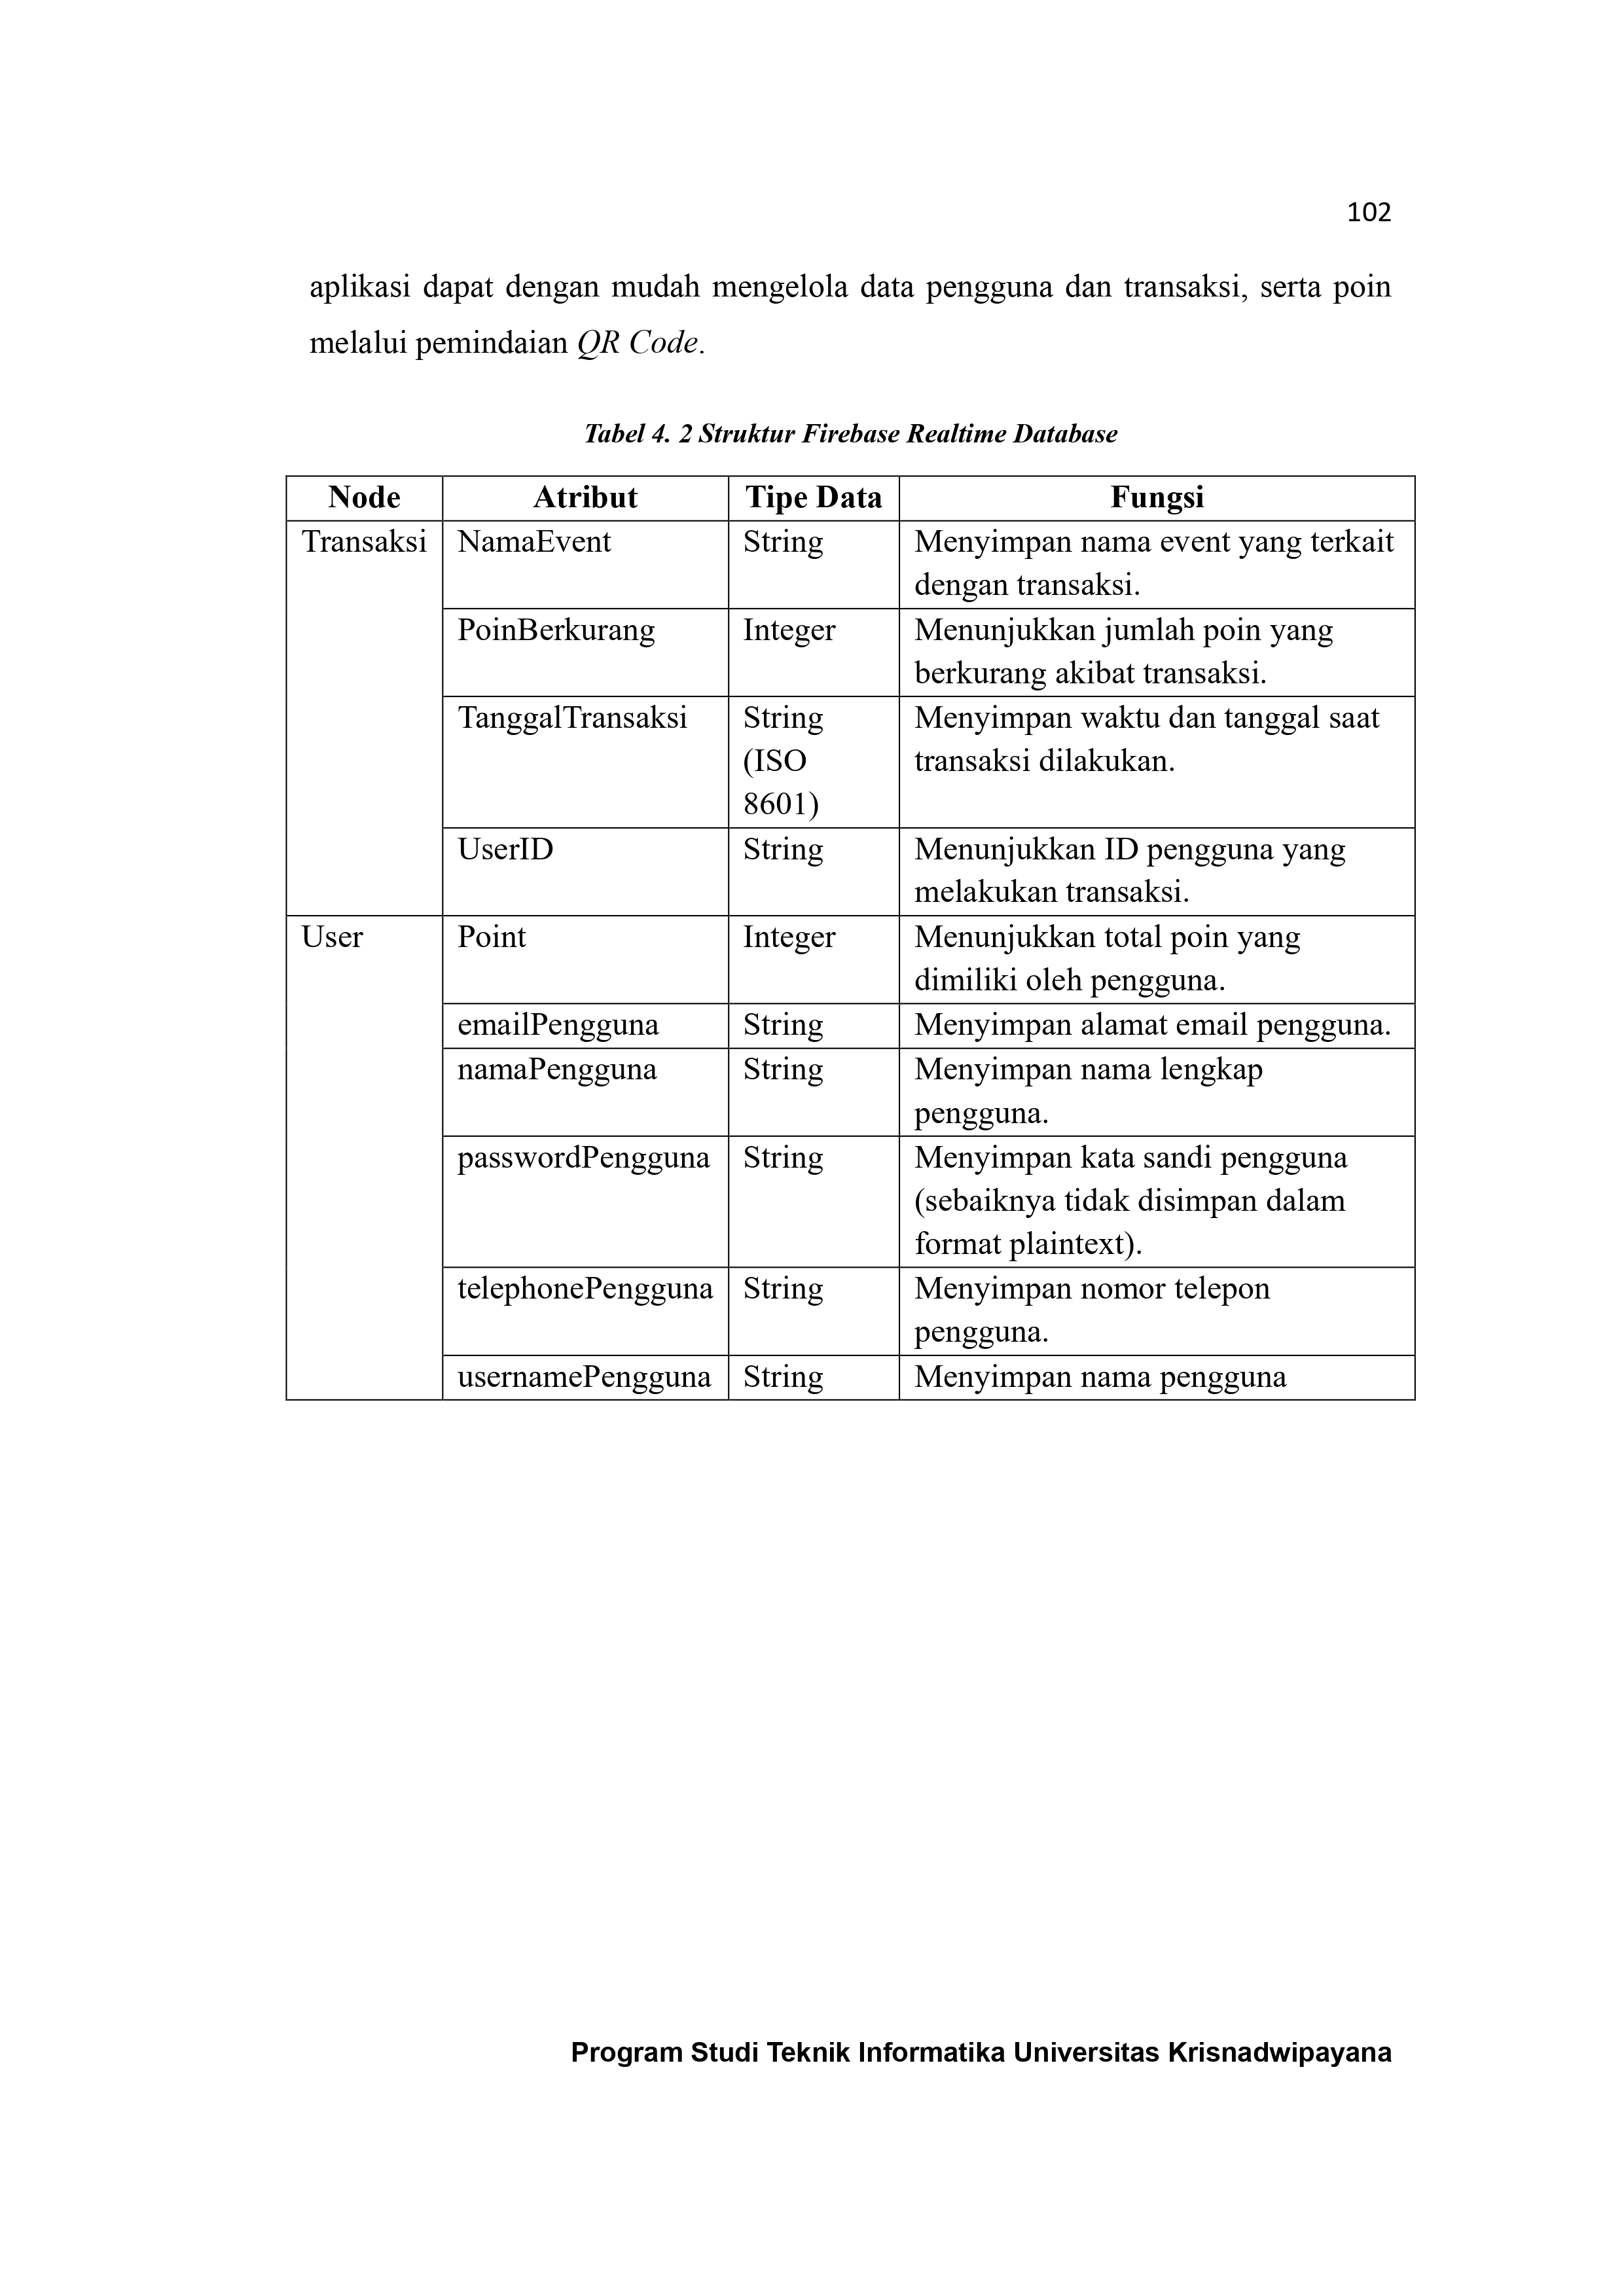 102
aplikasi dapat dengan mudah mengelola data pengguna dan transaksi, serta poin
melalui pemindaian QR Code.
Tabel 4. 2 Struktur Firebase Realtime Database
Node Atribut Tipe Data Fungsi
Transaksi NamaEvent String Menyimpan nama event yang terkait
dengan transaksi.
PoinBerkurang Integer Menunjukkan jumlah poin yang
berkurang akibat transaksi.
TanggalTransaksi String Menyimpan waktu dan tanggal saat
(ISO transaksi dilakukan.
8601)
UserID String Menunjukkan ID pengguna yang
melakukan transaksi.
User Point Integer Menunjukkan total poin yang
dimiliki oleh pengguna.
emailPengguna String Menyimpan alamat email pengguna.
namaPengguna String Menyimpan nama lengkap
pengguna.
passwordPengguna String Menyimpan kata sandi pengguna
(sebaiknya tidak disimpan dalam
format plaintext).
telephonePengguna String Menyimpan nomor telepon
pengguna.
usernamePengguna String Menyimpan nama pengguna
Program Studi Teknik Informatika Universitas Krisnadwipayana